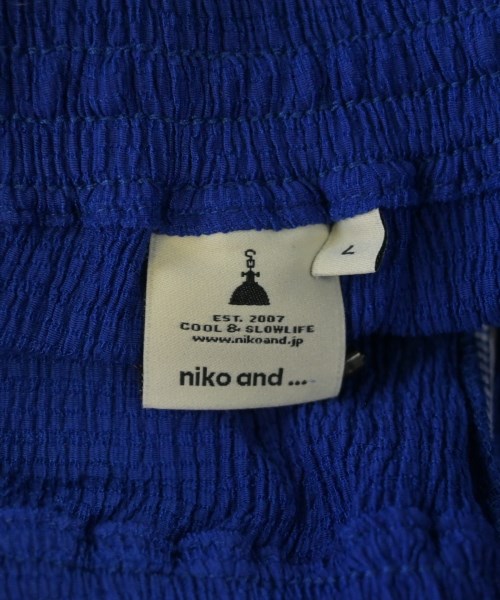 EST. 2007
COOL & SLOWLIFE
www.nikoand.jp
niko and ...